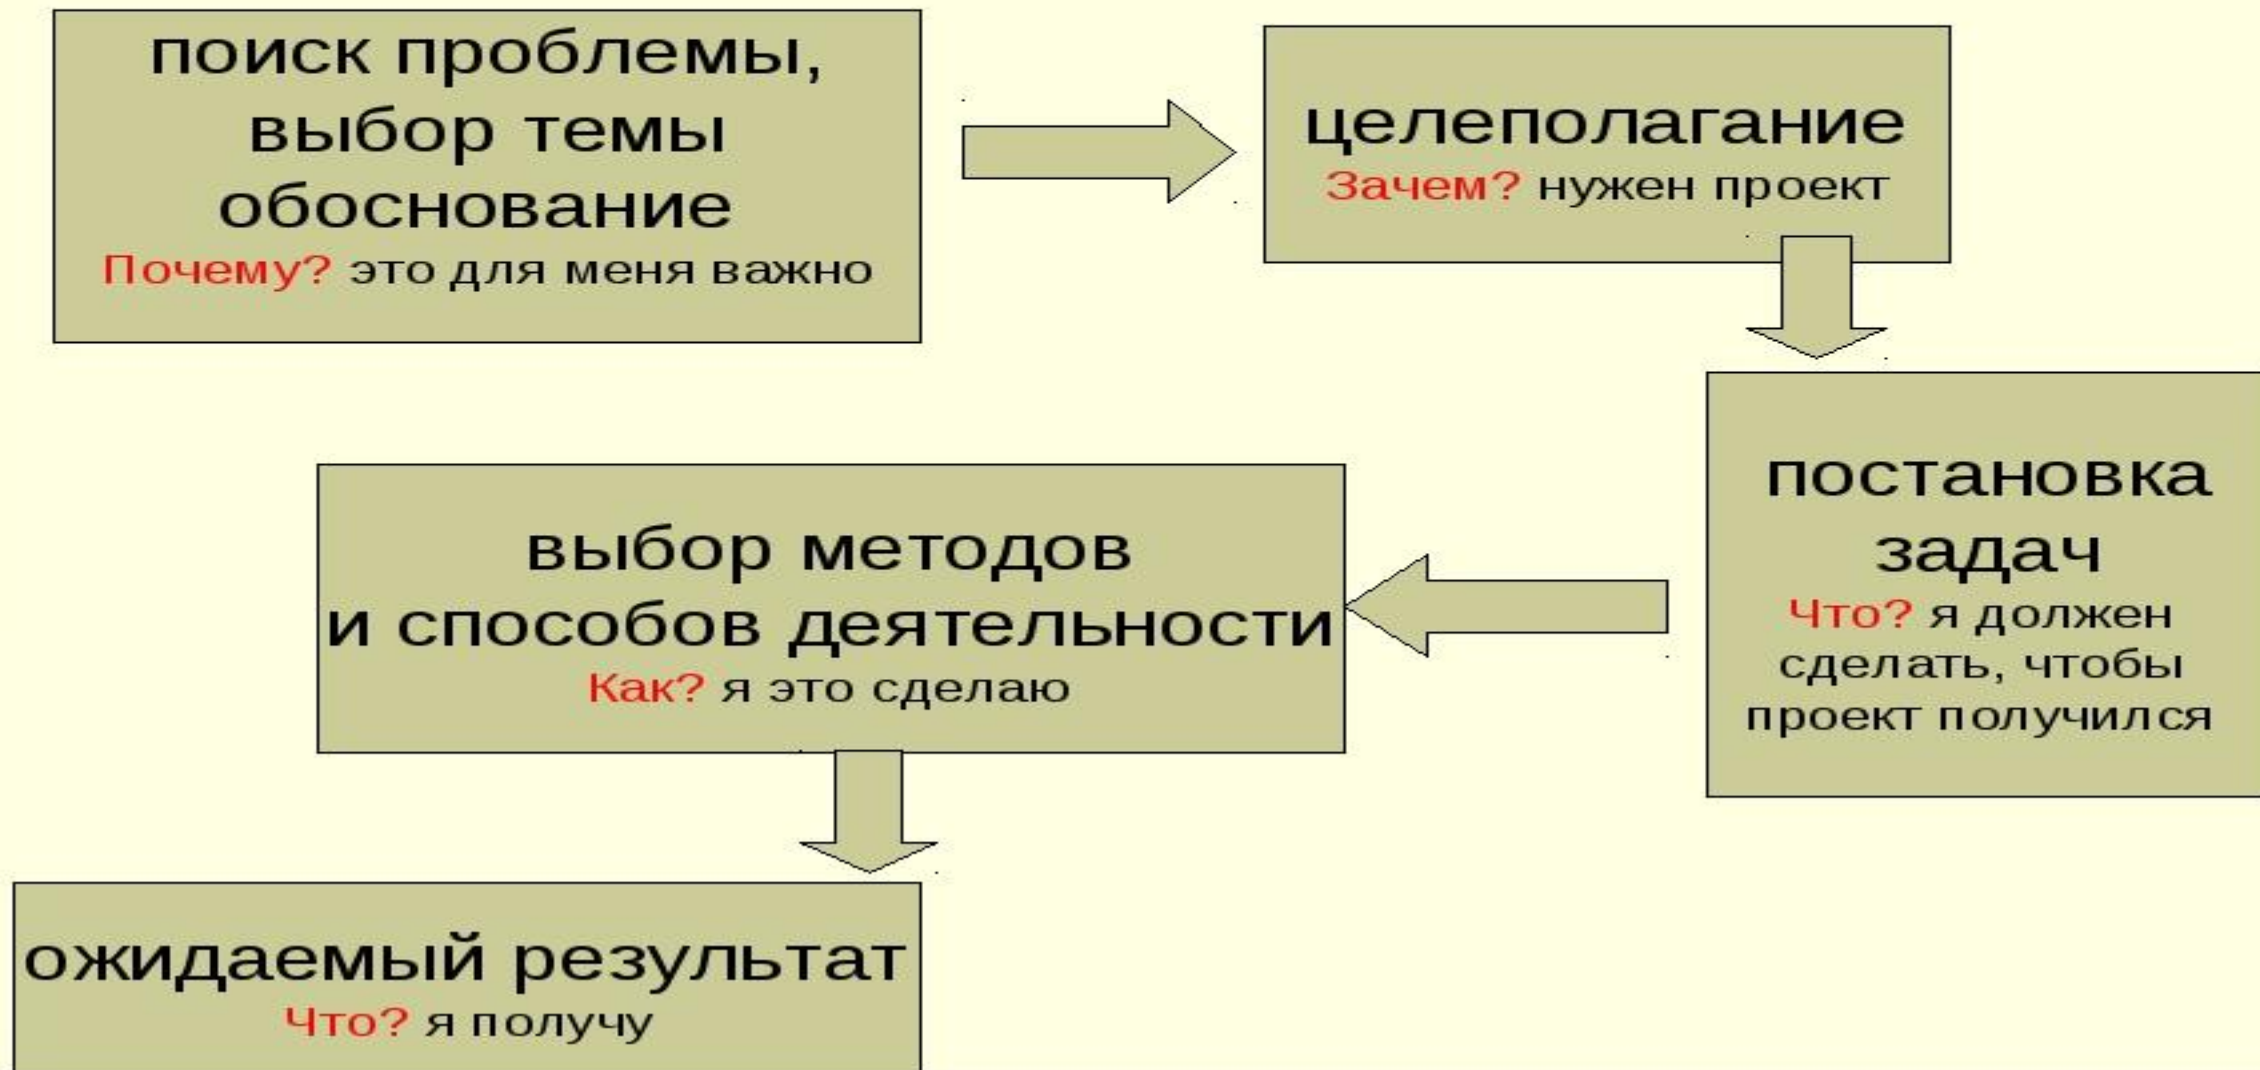 поиск проблемы,
выбор темы
обоснование
Почему? это для меня важно
целеполагание
Зачем? нужен проект
постановка
задач
Что? я должен
сделать, чтобы
проект получился
выбор методов
и способов деятельности
Как? я это сделаю
ожидаемый результат
Что? я получу